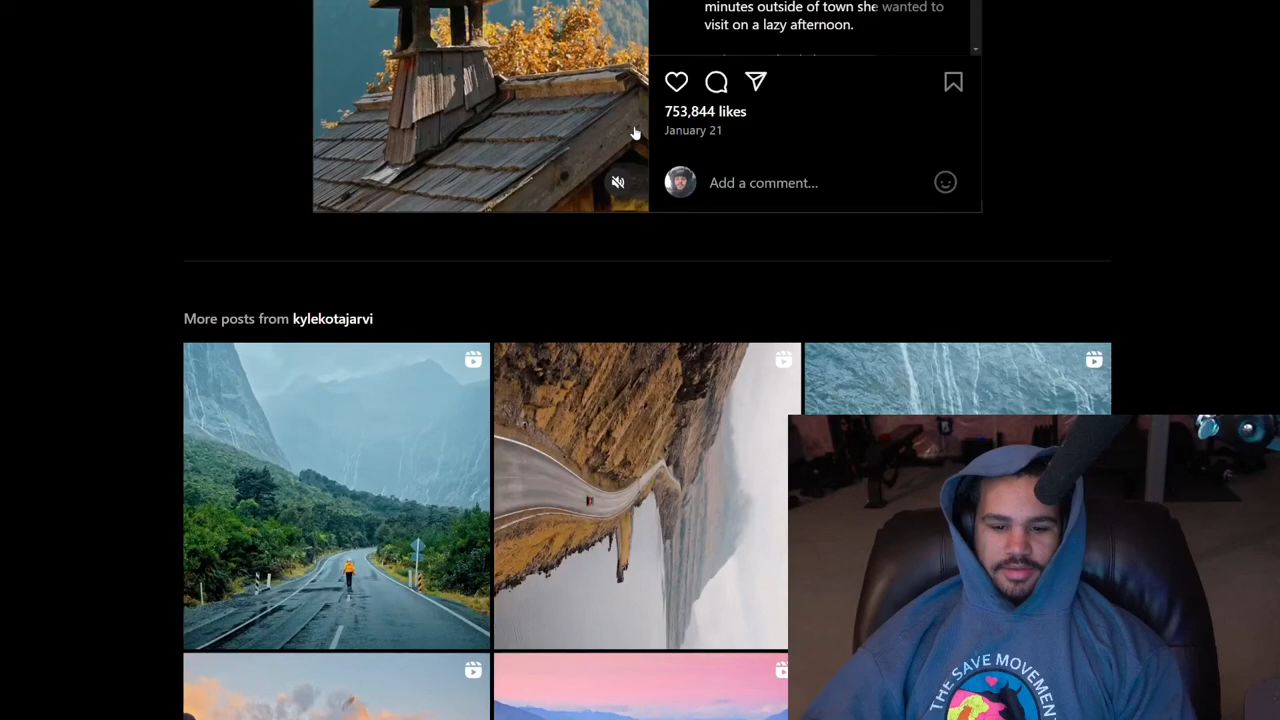 minutes outside of town she wanted to
visit on a lazy afternoon.
753,844 likes
January 21
Add a comment...
More posts from kylekotajarvi
THE SAVE MOVEMENT